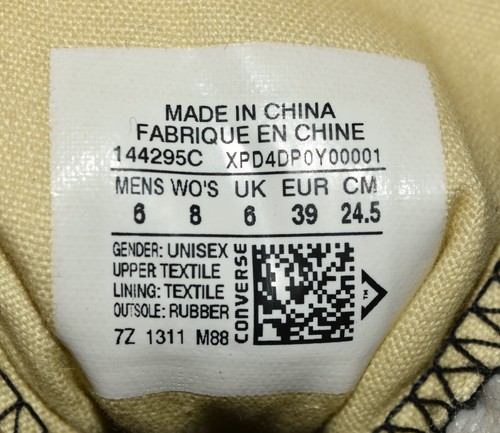 MADE IN CHINA
FABRIQUE EN CHINE
144295C XPD4DP0Y00001
MENS WO'S UK EUR CM
6 8 6 39 24.5
GENDER: UNISEX
UPPER TEXTILE
LINING: TEXTILE
OUTSOLE: RUBBER
7Z 1311 M88
CONVERSE
TM